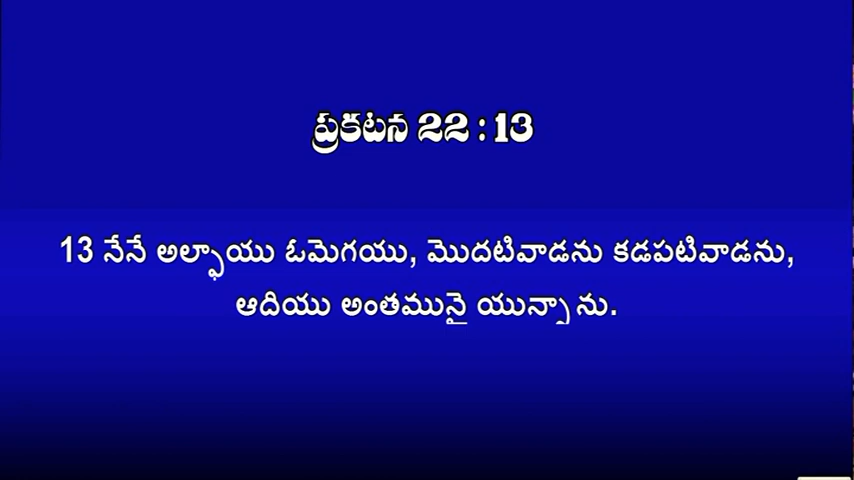 ప్రకటన 22 : 13
13 నేనే అల్ఫాయు ఓమెగయు, మొదటివాడను కడపటివాడను,
ఆదియు అంతమునై యున్నాను.